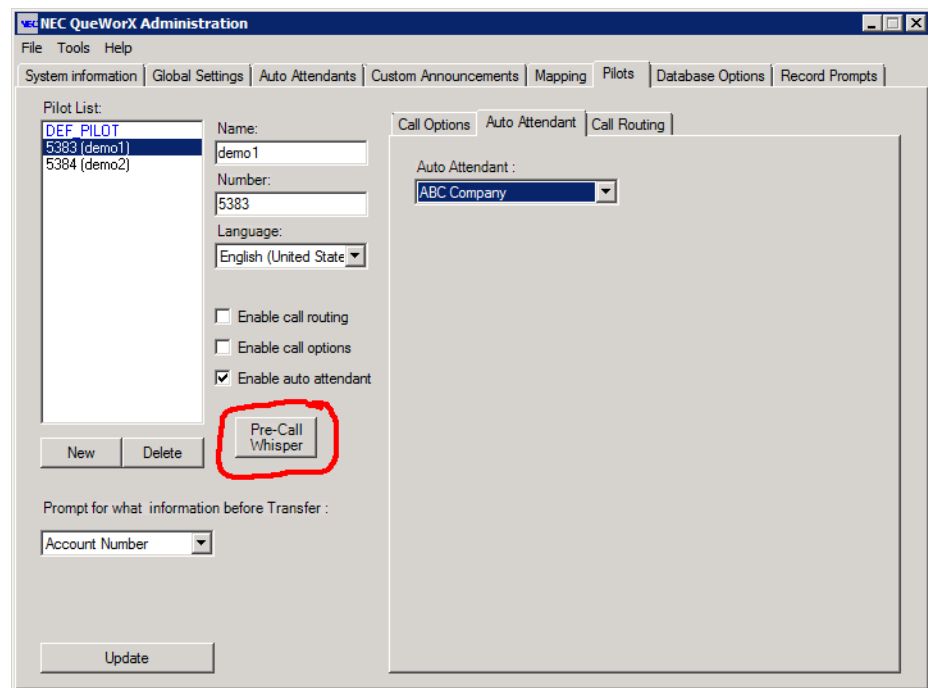 NEC NEC QueWorX Administration
File Tools Help
System information Global Settings Auto Attendants Custom Announcements Mapping Pilots Database Options Record Prompts
Pilot List:
DEF_PILOT
5383 (demo1)
5384 (demo2)
Name:
demo1
Number:
5383
Language:
English (United State
Enable call routing
Enable call options
Enable auto attendant
Pre-Call
Whisper
New Delete
Prompt for what information before Transfer :
Account Number
Update
Call Options Auto Attendant Call Routing
Auto Attendant :
ABC Company